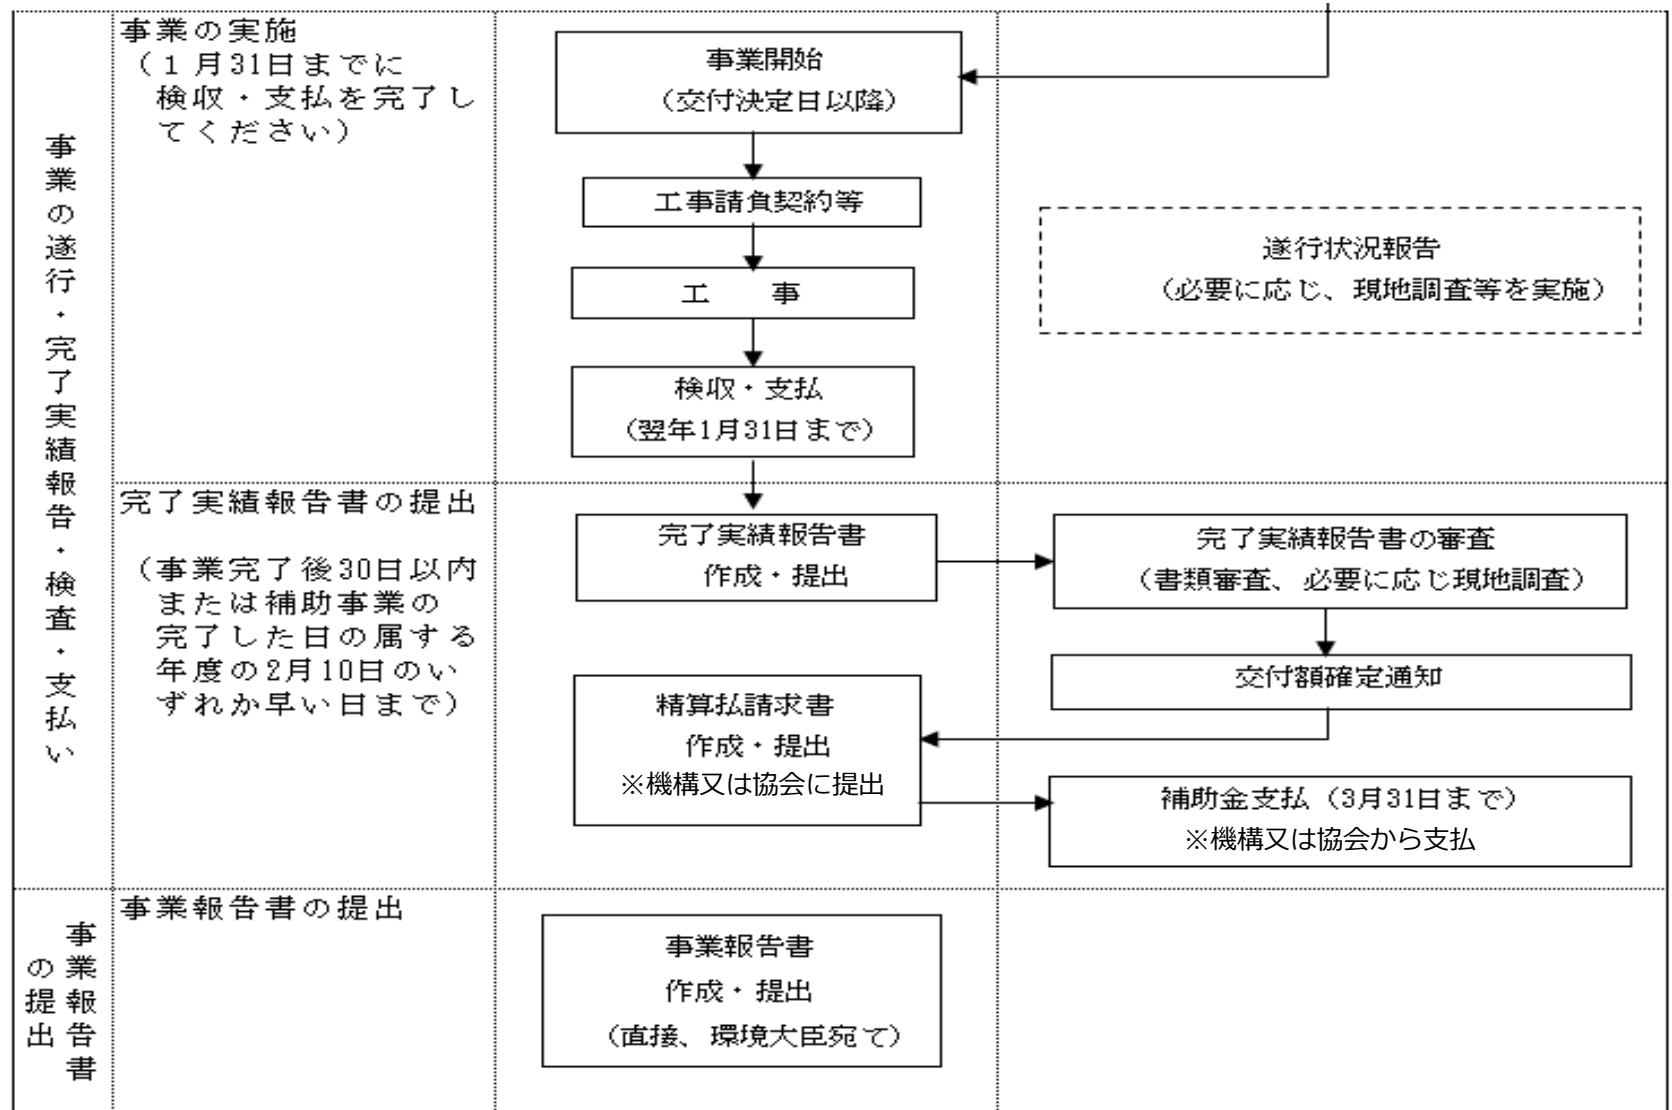 事業の遂行・完了実績報告・検査・支払い
事業の実施
（１月31日までに
検収・支払を完了し
てください）
事業開始
（交付決定日以降）
工事請負契約等
工　　事
検収・支払
（翌年1月31日まで）
遂行状況報告
（必要に応じ、現地調査等を実施）
完了実績報告書の提出
（事業完了後30日以内
または補助事業の
完了した日の属する
年度の2月10日のい
ずれか早い日まで）
完了実績報告書
作成・提出
完了実績報告書の審査
（書類審査、必要に応じ現地調査）
交付額確定通知
精算払請求書
作成・提出
※機構又は協会に提出
補助金支払（3月31日まで）
※機構又は協会から支払
事業報告書
の提出
事業報告書の提出
事業報告書
作成・提出
（直接、環境大臣宛て）